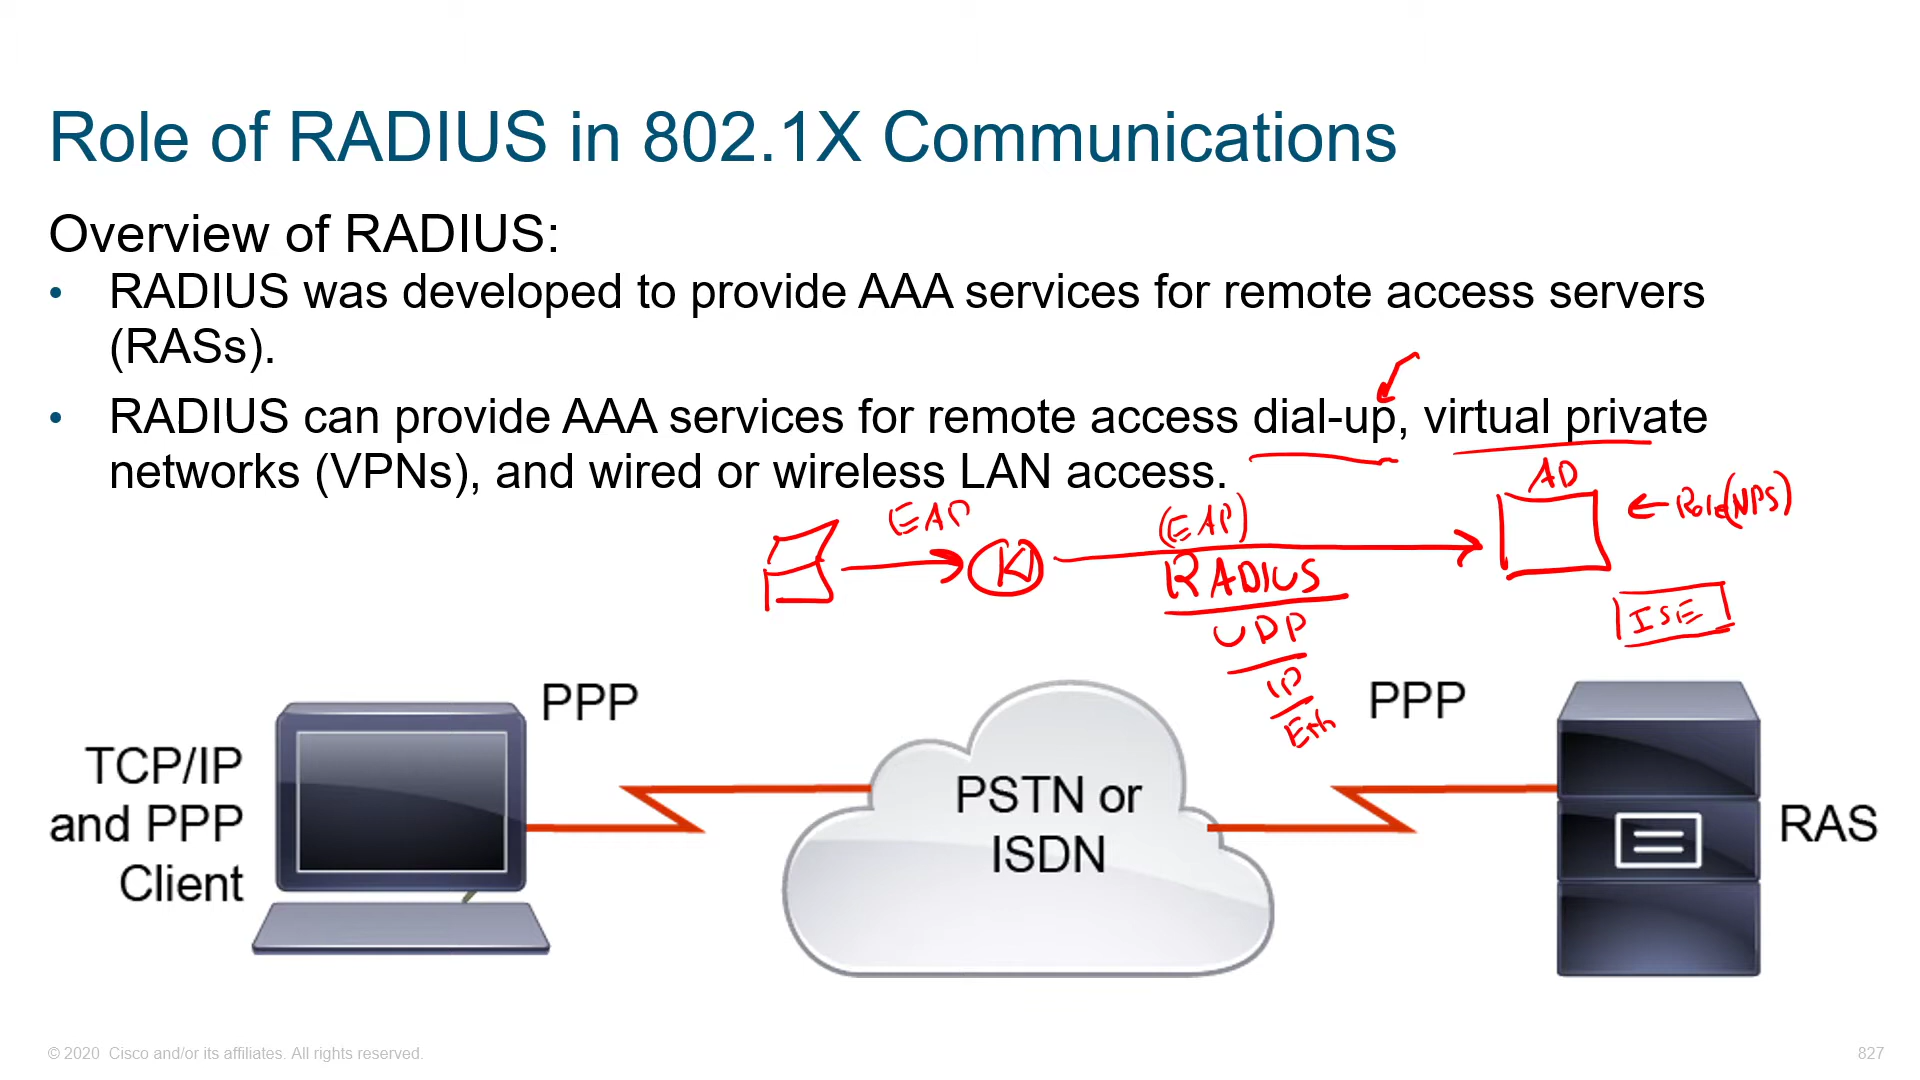 Role of RADIUS in 802.1X Communications
Overview of RADIUS:
• RADIUS was developed to provide AAA services for remote access servers
(RASs).
• RADIUS can provide AAA services for remote access dial-up, virtual private
networks (VPNs), and wired or wireless LAN access.
AD
EAP
(EAP)
← Role(NPS)
RADIUS
ISE
UDP
IP
Eth
PPP
PPP
TCP/IP
and PPP
Client
PSTN or
ISDN
RAS
© 2020 Cisco and/or its affiliates. All rights reserved.
827